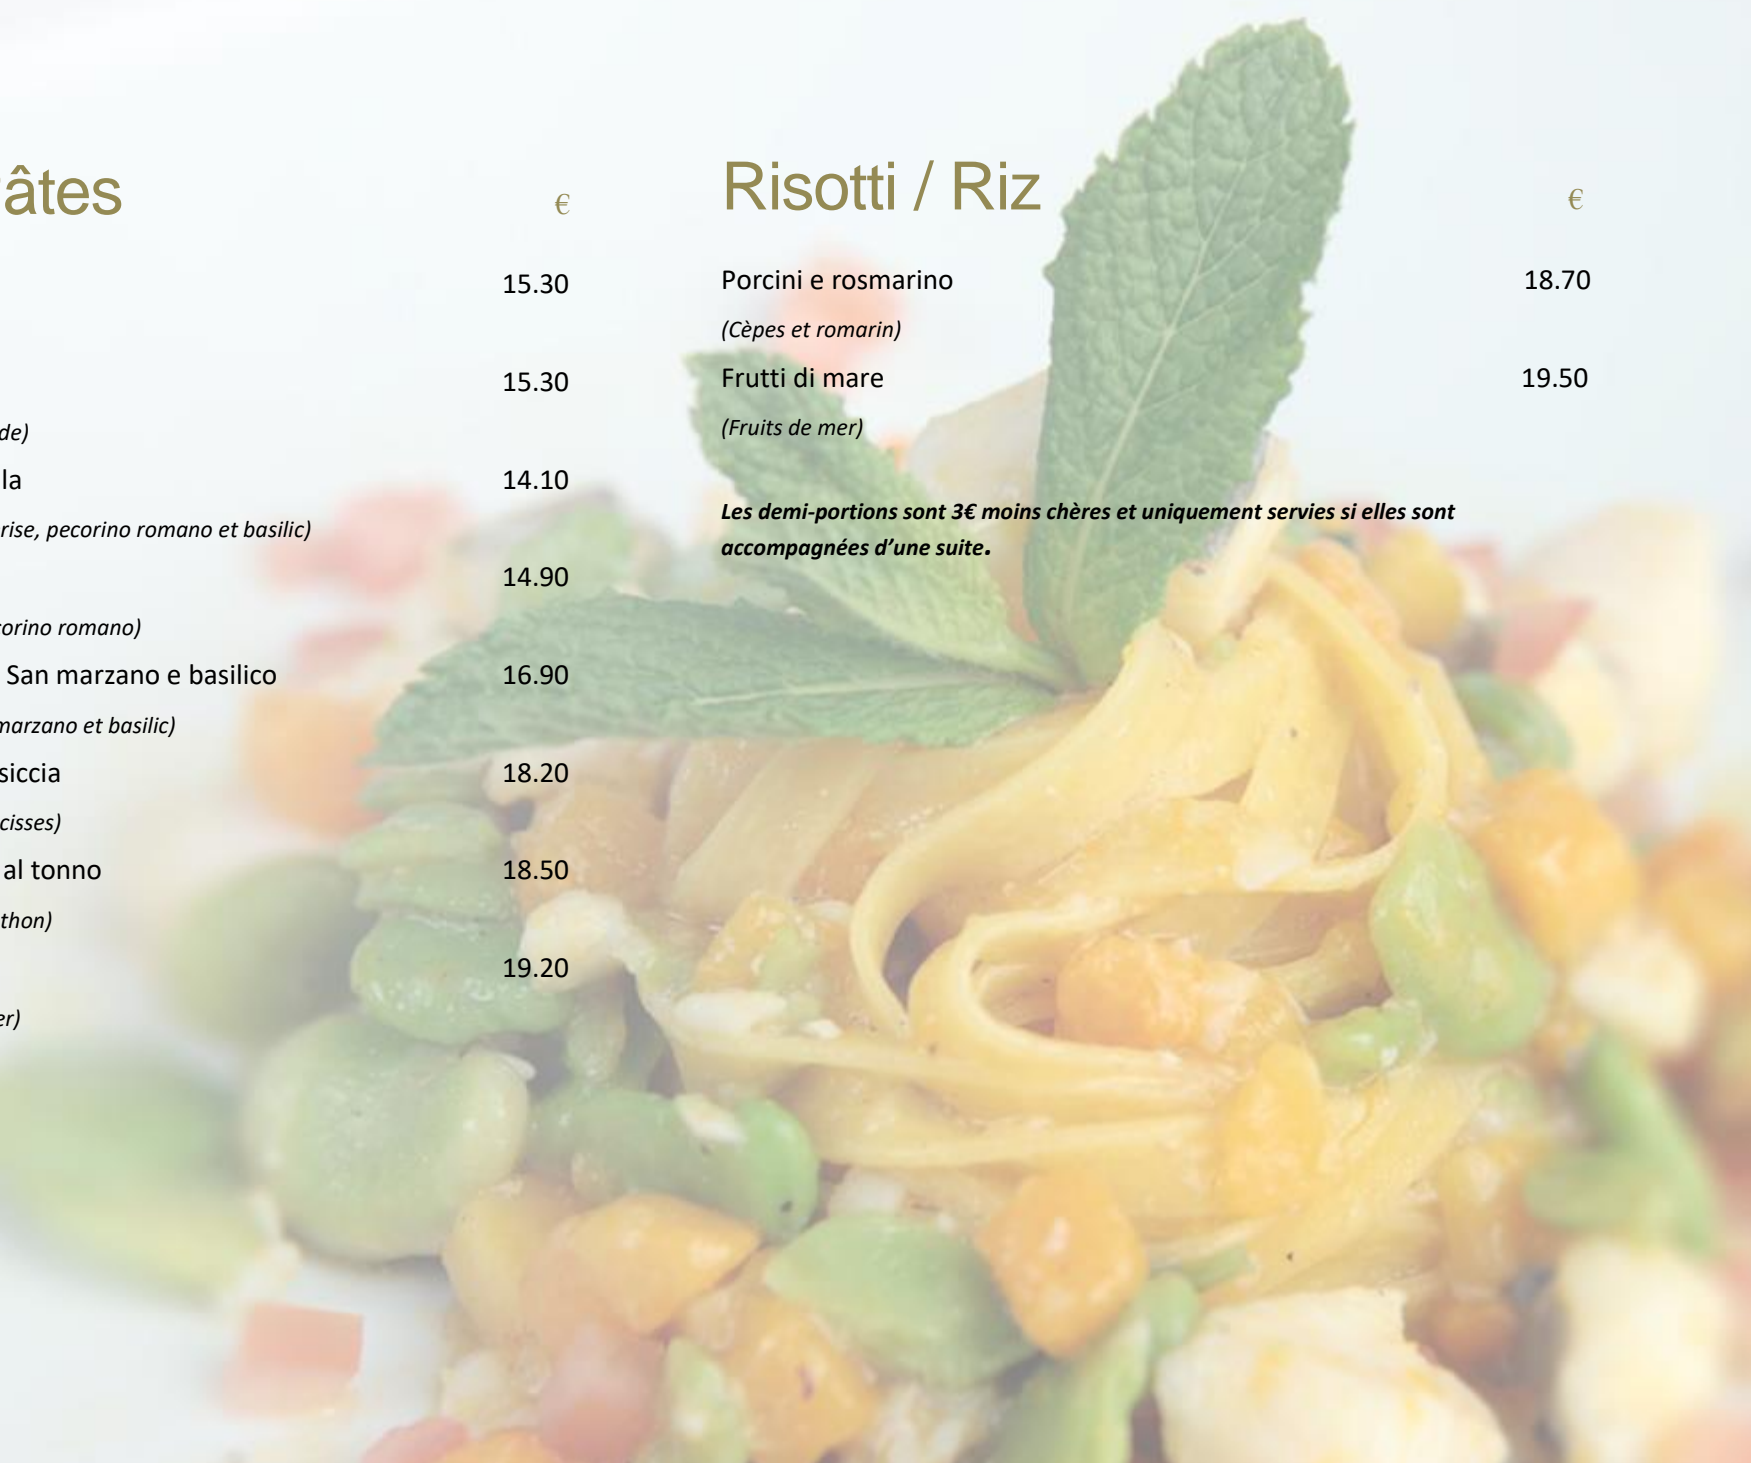 âtes €
15.30
15.30
de)
la 14.10
rise, pecorino romano et basilic)
14.90
corino romano)
San marzano e basilico 16.90
marzano et basilic)
siccia 18.20
cisses)
al tonno 18.50
thon)
19.20
er)
Risotti / Riz €
Porcini e rosmarino 18.70
(Cèpes et romarin)
Frutti di mare 19.50
(Fruits de mer)
Les demi-portions sont 3€ moins chères et uniquement servies si elles sont
accompagnées d’une suite.